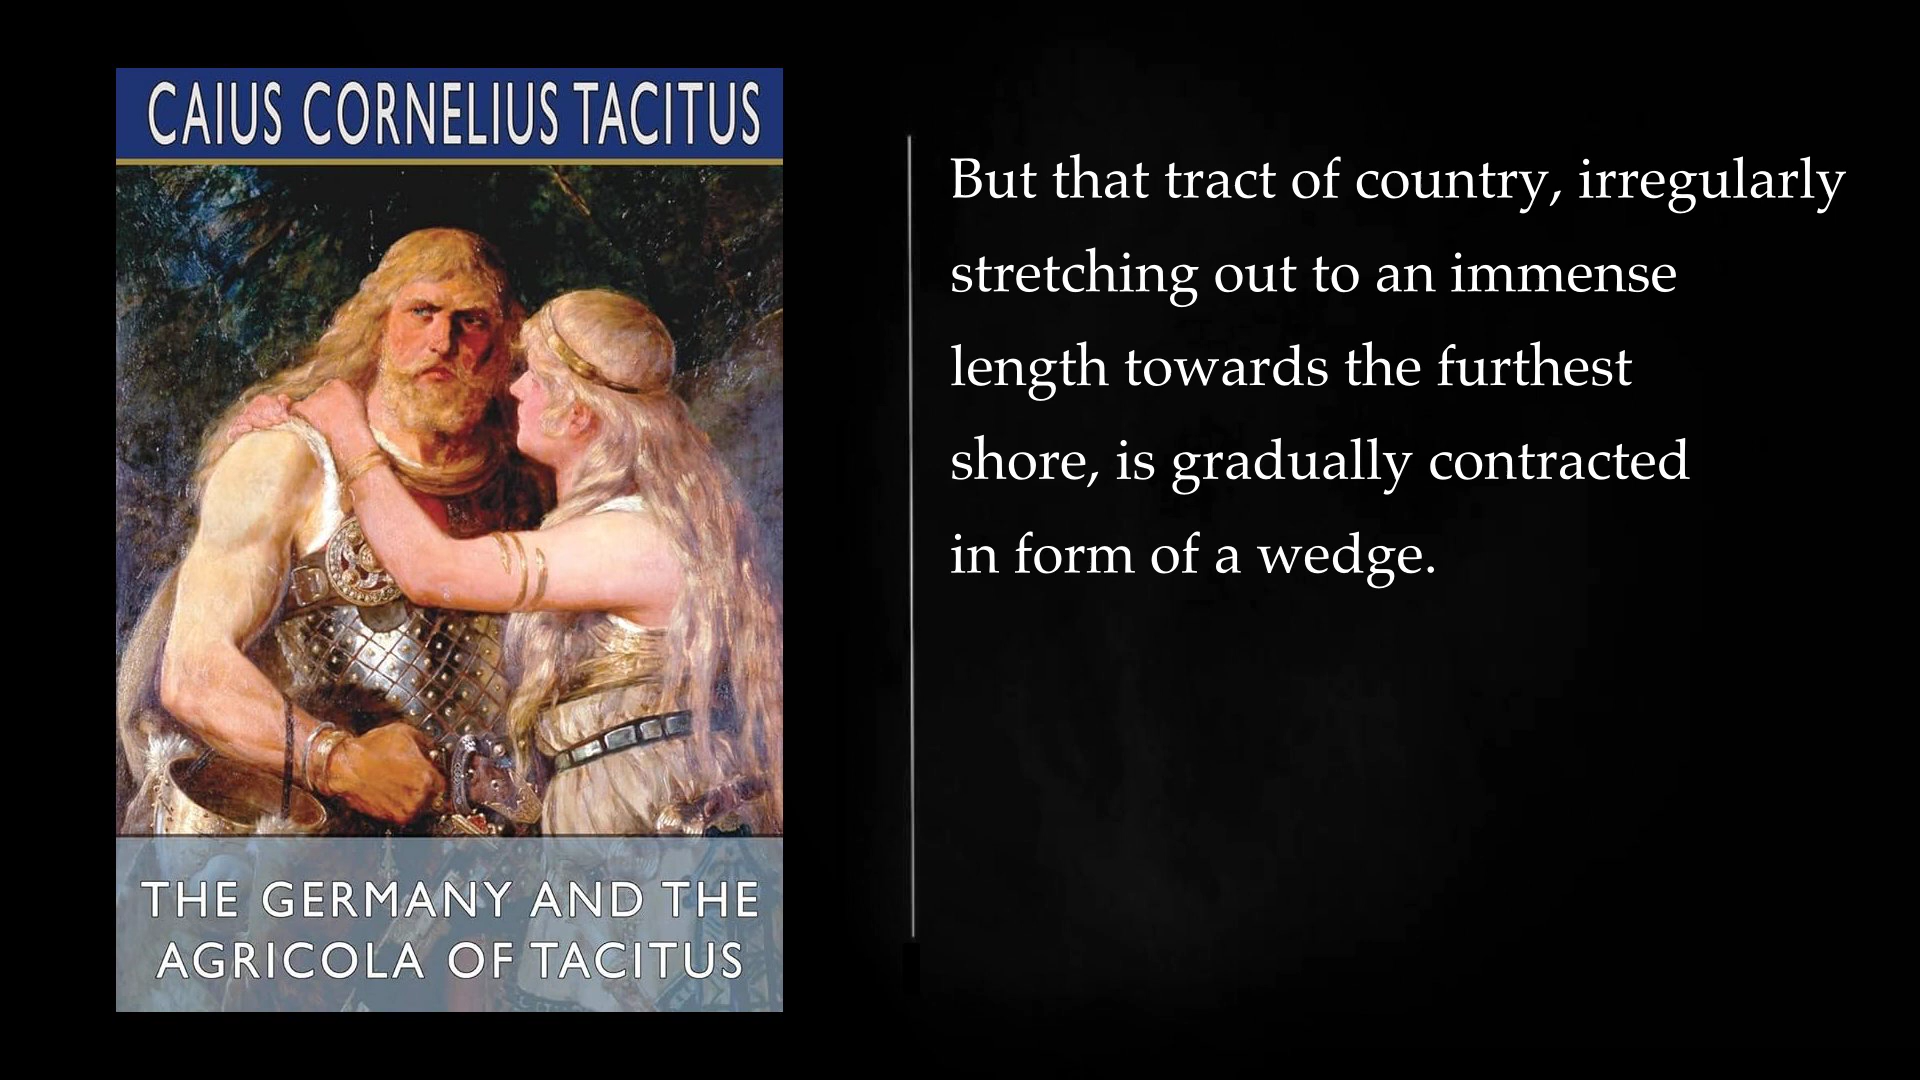 CAIUS CORNELIUS TACITUS
THE GERMANY AND THE
AGRICOLA OF TACITUS
But that tract of country, irregularly
stretching out to an immense
length towards the furthest
shore, is gradually contracted
in form of a wedge.